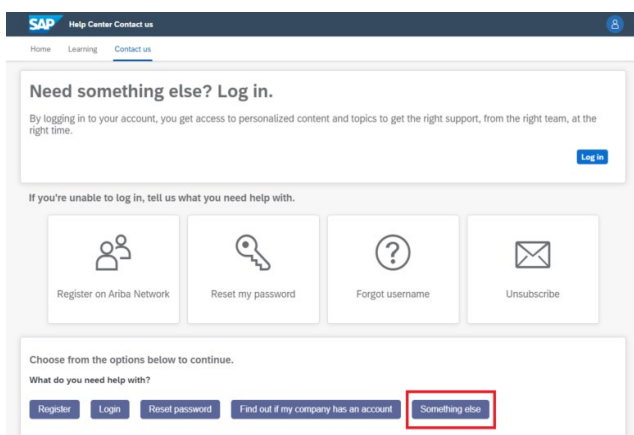 SAP Help Center Contact us
Home Learning Contact us
Need something else? Log in.
By logging in to your account, you get access to personalized content and topics to get the right support, from the right team, at the
right time.
Log in
If you're unable to log in, tell us what you need help with.
Register on Ariba Network Reset my password Forgot username Unsubscribe
Choose from the options below to continue.
What do you need help with?
Register Login Reset password Find out if my company has an account Something else